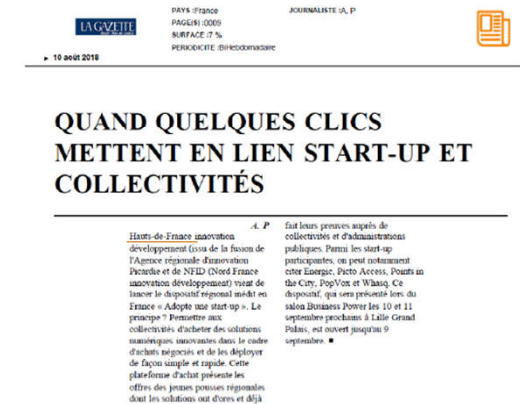 LA GAZETTE
PAYS :France
PAGE(S) :0009
SURFACE :7 %
PERIODICITE :BiHebdomadaire
JOURNALISTE :A. P
10 août 2018
QUAND QUELQUES CLICS
METTENT EN LIEN START-UP ET
COLLECTIVITÉS
A. P
Hauts-de-France innovation
développement (issu de la fusion de
l'Agence régionale d'innovation
Picardie et de NFID (Nord France
innovation développement) vient de
lancer le dispositif régional inédit en
France « Adopte une start-up ». Le
principe ? Permettre aux
collectivités d'acheter des solutions
numériques innovantes dans le cadre
d'achats négociés et de les déployer
de façon simple et rapide. Cette
plateforme d'achat présente les
offres des jeunes pousses régionales
dont les solutions ont d'ores et déjà
fait leurs preuves auprès de
collectivités et d'administrations
publiques. Parmi les start-up
participantes, on peut notamment
citer Energic, Picto Access, Points in
the City, PopVox et Whasq. Ce
dispositif, qui sera présenté lors du
salon Business Power les 10 et 11
septembre prochains à Lille Grand
Palais, est ouvert jusqu'au 9
septembre. ■